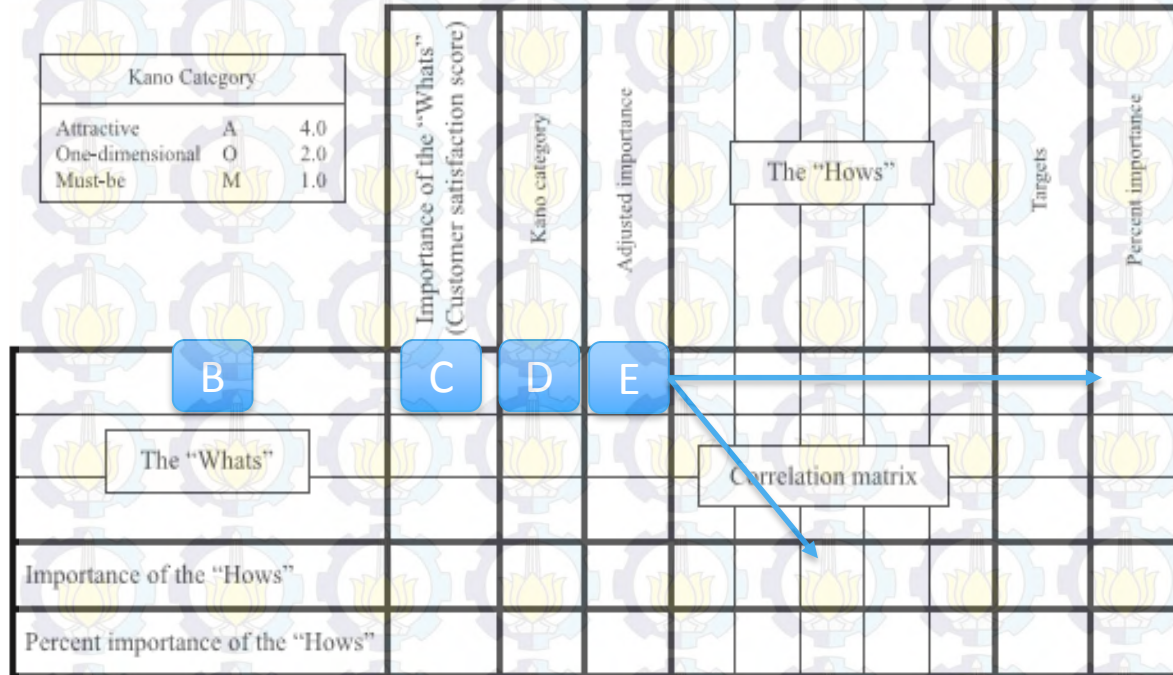 Kano Category
Attractive A 4.0
One-dimensional O 2.0
Must-be M 1.0
Importance of the “Whats”
(Customer satisfaction score)
Kano category
Adjusted importance
The “Hows”
Targets
Percent importance
B
C
D
E
The “Whats”
Correlation matrix
Importance of the “Hows”
Percent importance of the “Hows”